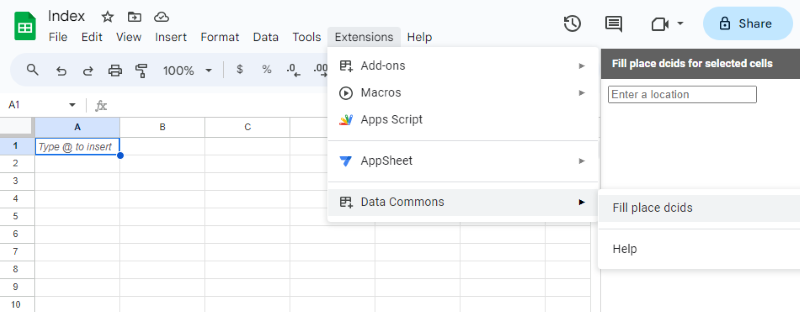 Index
File Edit View Insert Format Data Tools Extensions Help
Share
100% $ % .0 .00
Add-ons
Macros
Apps Script
AppSheet
Data Commons
Fill place dcids for selected cells
Enter a location
Fill place dcids
Help
A1 fx
A B C
1 Type @ to insert
2
3
4
5
6
7
8
9
10